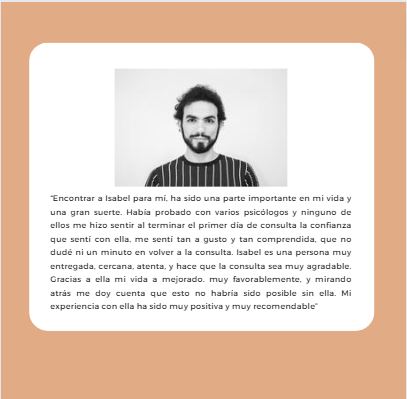 "Encontrar a Isabel para mí, ha sido una parte importante en mi vida y
una gran suerte. Había probado con varios psicólogos y ninguno de
ellos me hizo sentir al terminar el primer día de consulta la confianza
que sentí con ella, me sentí tan a gusto y tan comprendida, que no
dudé ni un minuto en volver a la consulta. Isabel es una persona muy
entregada, cercana, atenta, y hace que la consulta sea muy agradable.
Gracias a ella mi vida a mejorado. muy favorablemente, y mirando
atrás me doy cuenta que esto no habría sido posible sin ella. Mi
experiencia con ella ha sido muy positiva y muy recomendable"